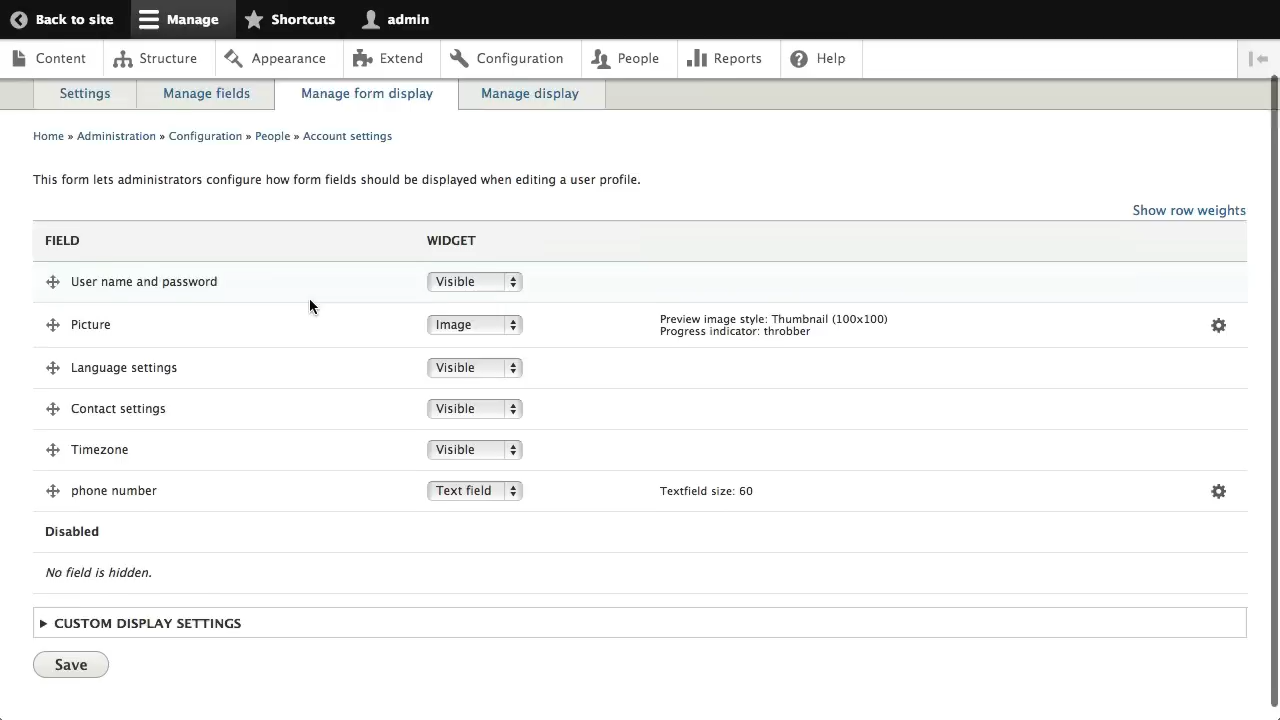 Back to site Manage Shortcuts admin
Content Structure Appearance Extend Configuration People Reports Help
Settings Manage fields Manage form display Manage display
Home » Administration » Configuration » People » Account settings
This form lets administrators configure how form fields should be displayed when editing a user profile.
Show row weights
FIELD WIDGET
User name and password Visible
Picture Image Preview image style: Thumbnail (100x100)
Progress indicator: throbber
Language settings Visible
Contact settings Visible
Timezone Visible
phone number Text field Textfield size: 60
Disabled
No field is hidden.
CUSTOM DISPLAY SETTINGS
Save